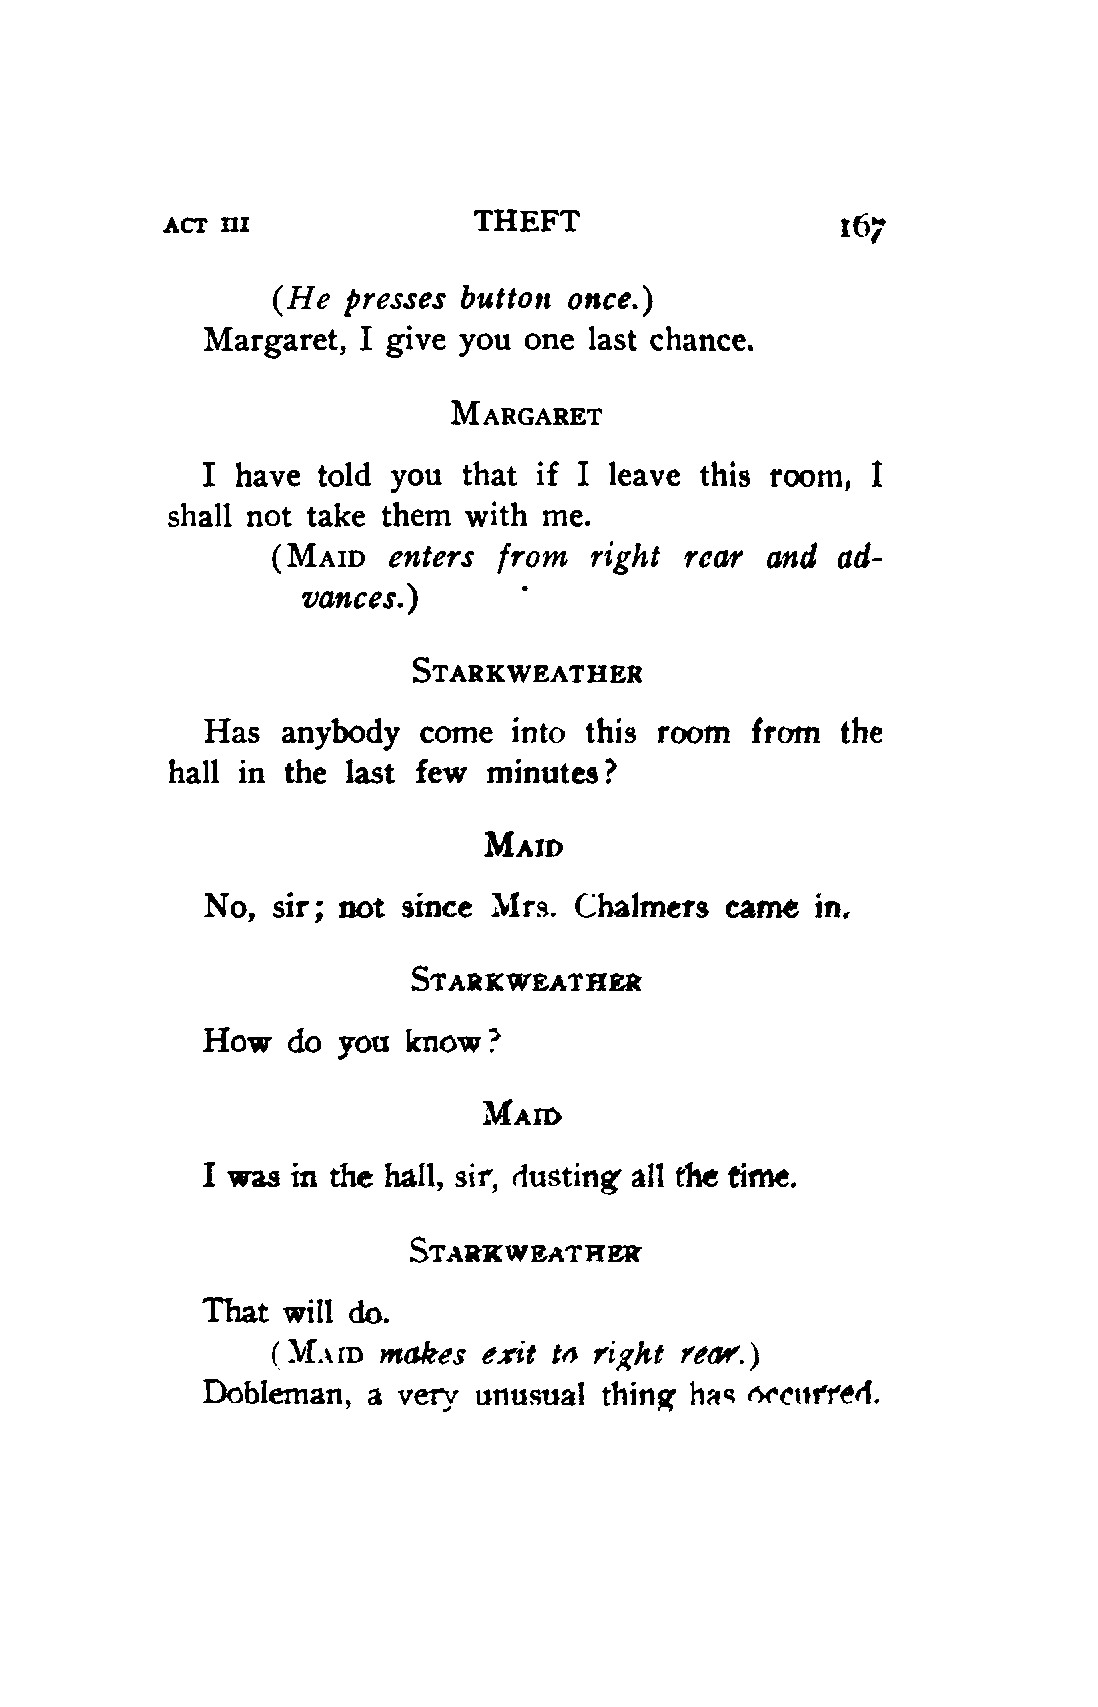 ACT III THEFT 167
(He presses button once.)
Margaret, I give you one last chance.
MARGARET
I have told you that if I leave this room, I
shall not take them with me.
(MAID enters from right rear and ad-
vances.)
STARKWEATHER
Has anybody come into this room from the
hall in the last few minutes?
MAID
No, sir; not since Mrs. Chalmers came in.
STARKWEATHER
How do you know?
MAID
I was in the hall, sir, dusting all the time.
STARKWEATHER
That will do.
(MAID makes exit to right rear.)
Dobleman, a very unusual thing has occurred.